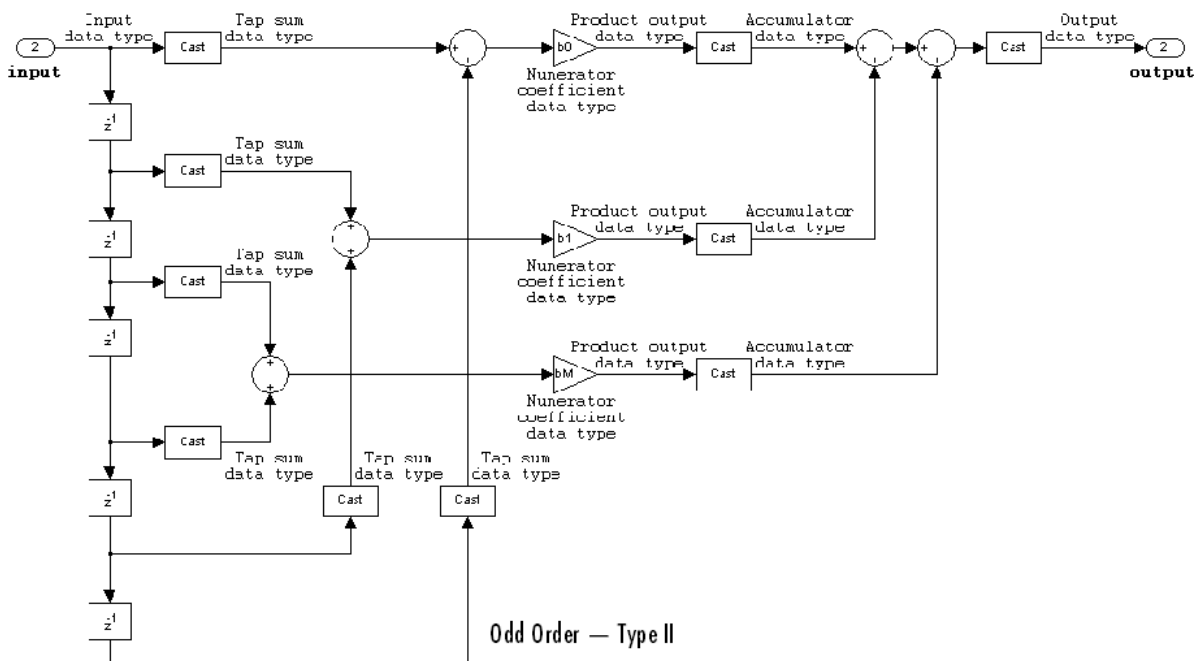 Input
data type
Tap sum
data type
Product output
data type
Accumulator
data type
Output
data type
2
input
Cast
+
+
b0
Cast
+
+
+
+
Cast
2
output
Nunerator
coefficient
data type
z-1
Tap sum
data type
Cast
Product output
data type
Accumulator
data type
z-1
+
+
b1
Cast
Nunerator
coefficient
data type
Tap sum
data type
Cast
z-1
Product output
data type
Accumulator
data type
+
+
bM
Cast
Nunerator
coefficient
data type
Cast
Tap sum
data type
Tap sum
data type
Tap sum
data type
z-1
Cast
Cast
z-1
Odd Order — Type II